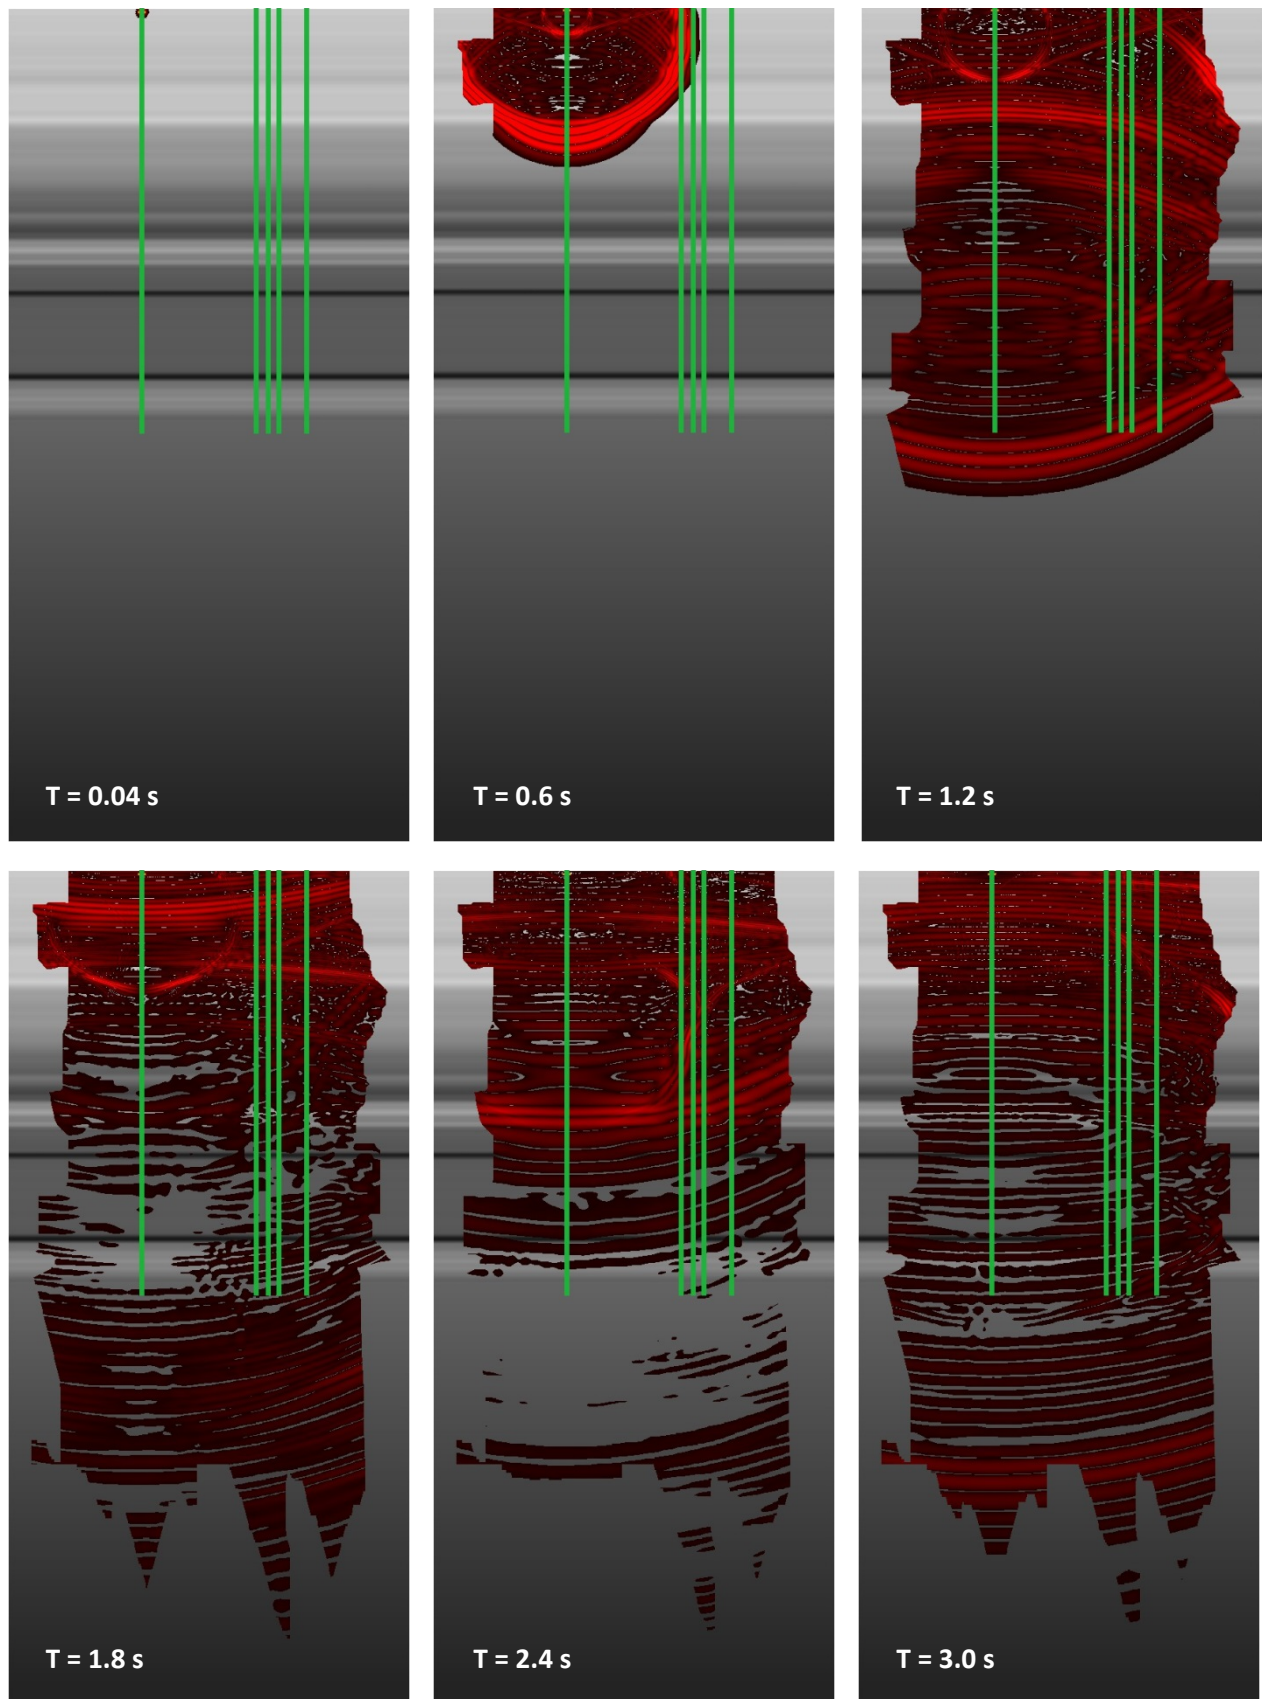 T = 0.04 s
T = 0.6 s
T = 1.2 s
T = 1.8 s
T = 2.4 s
T = 3.0 s